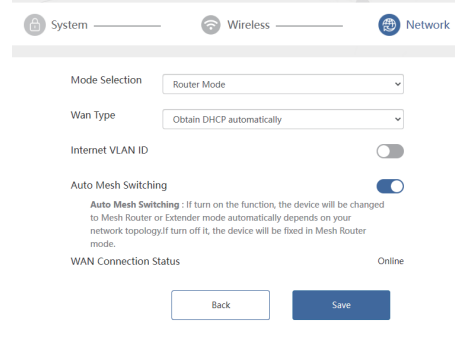 System Wireless Network
Mode Selection Router Mode
Wan Type Obtain DHCP automatically
Internet VLAN ID
Auto Mesh Switching
Auto Mesh Switching : If turn on the function, the device will be changed
to Mesh Router or Extender mode automatically depends on your
network topology.If turn off it, the device will be fixed in Mesh Router
mode.
WAN Connection Status Online
Back Save